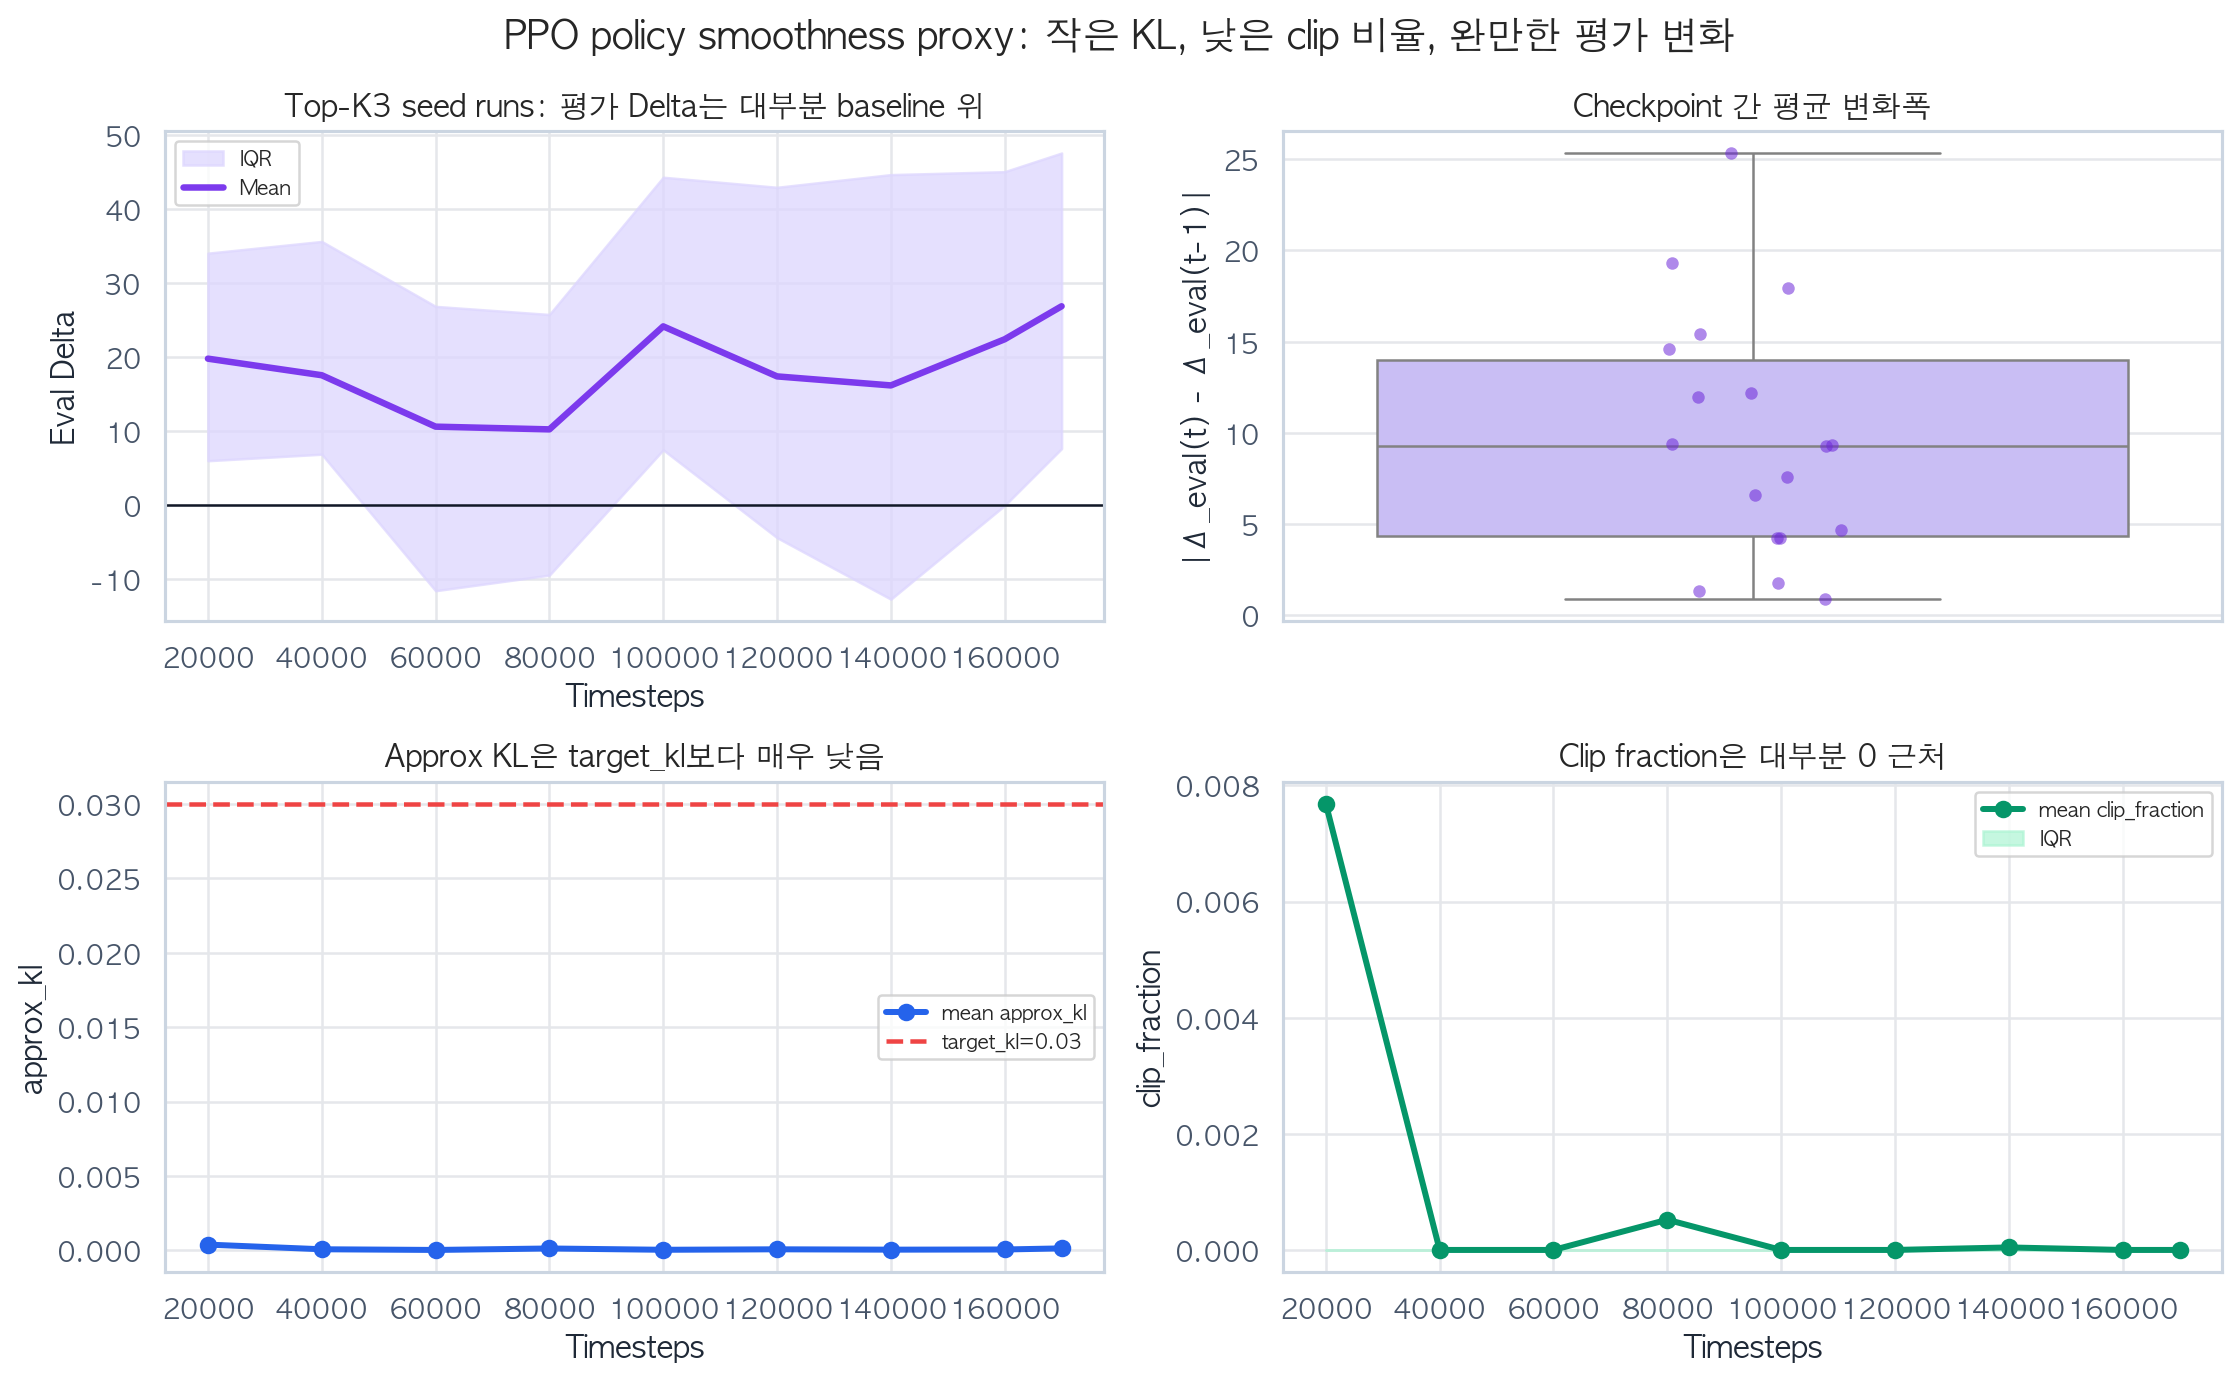 PPO policy smoothness proxy: 작은 KL, 낮은 clip 비율, 완만한 평가 변화
Top-K3 seed runs: 평가 Delta는 대부분 baseline 위
IQR
Mean
Eval Delta
50
40
30
20
10
0
-10
20000 40000 60000 80000 100000 120000 140000 160000
Timesteps
Checkpoint 간 평균 변화폭
|Δ_eval(t) - Δ_eval(t-1)|
25
20
15
10
5
0
Approx KL은 target_kl보다 매우 낮음
approx_kl
0.030
0.025
0.020
0.015
0.010
0.005
0.000
mean approx_kl
target_kl=0.03
20000 40000 60000 80000 100000 120000 140000 160000
Timesteps
Clip fraction은 대부분 0 근처
clip_fraction
0.008
0.006
0.004
0.002
0.000
mean clip_fraction
IQR
20000 40000 60000 80000 100000 120000 140000 160000
Timesteps